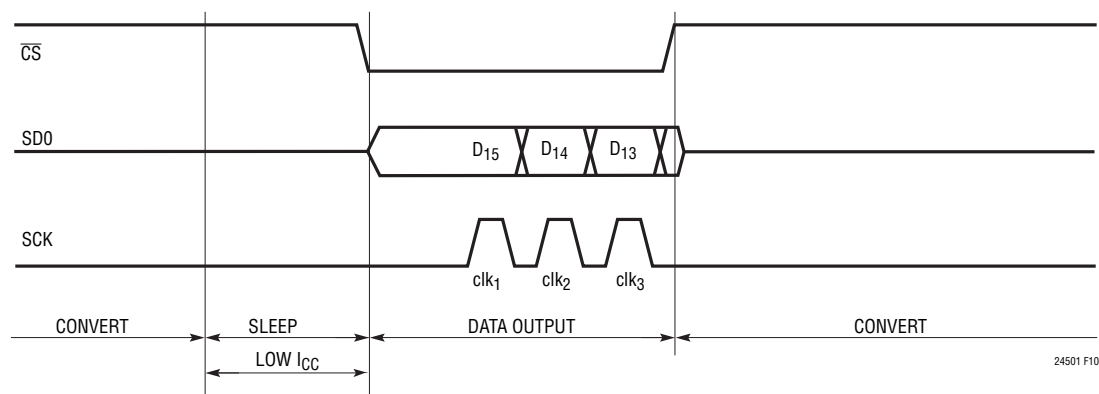 CS
SD0
D15 D14 D13
SCK
clk1 clk2 clk3
CONVERT SLEEP DATA OUTPUT CONVERT
LOW ICC
24501 F10